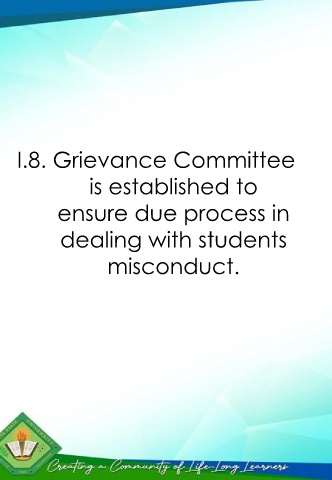 I.8. Grievance Committee
is established to
ensure due process in
dealing with students
misconduct.
Creating a Community of Life-Long Learners